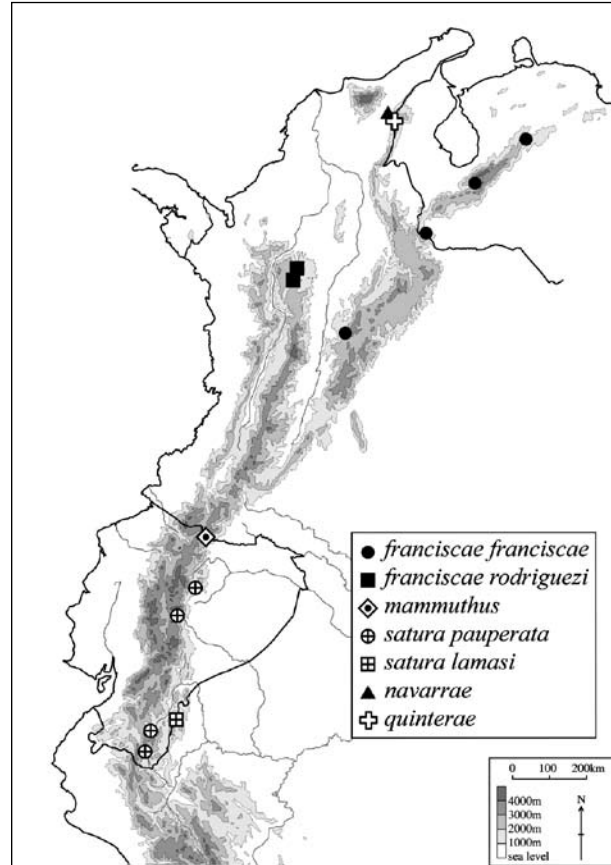 franciscae franciscae
franciscae rodriguezi
mammuthus
satura pauperata
satura lamasi
navarrae
quinterae
0 100 200km
4000m
3000m
2000m
1000m
sea level
N